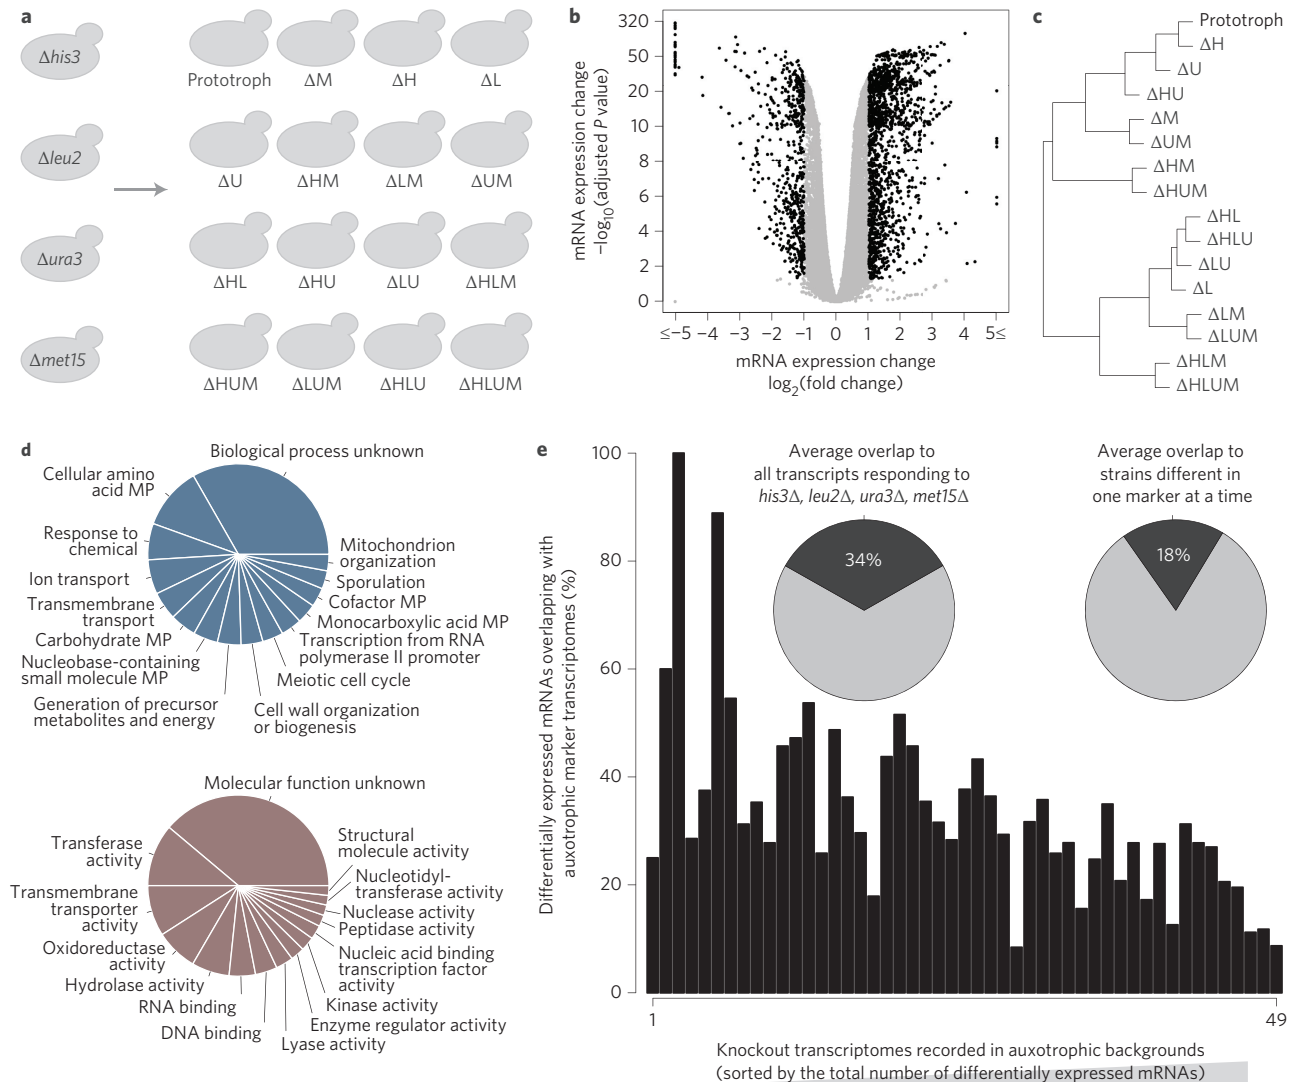 a
Δhis3
Δleu2
Δura3
Δmet15
Prototroph ΔM ΔH ΔL
ΔU ΔHM ΔLM ΔUM
ΔHL ΔHU ΔLU ΔHLM
ΔHUM ΔLUM ΔHLU ΔHLUM
b
mRNA expression change
−log10(adjusted P value)
320
50
20
10
8
6
4
2
0
≤−5 −4 −3 −2 −1 0 1 2 3 4 5≤
mRNA expression change
log2(fold change)
c
Prototroph
ΔH
ΔU
ΔHU
ΔM
ΔUM
ΔHM
ΔHUM
ΔHL
ΔHLU
ΔLU
ΔL
ΔLM
ΔLUM
ΔHLM
ΔHLUM
d
Biological process unknown
Cellular amino
acid MP
Response to
chemical
Ion transport
Transmembrane
transport
Carbohydrate MP
Nucleobase-containing
small molecule MP
Generation of precursor
metabolites and energy
Mitochondrion
organization
Sporulation
Cofactor MP
Monocarboxylic acid MP
Transcription from RNA
polymerase II promoter
Meiotic cell cycle
Cell wall organization
or biogenesis
Molecular function unknown
Transferase
activity
Transmembrane
transporter
activity
Oxidoreductase
activity
Hydrolase activity
RNA binding
DNA binding
Structural
molecule activity
Nucleotidyl-
transferase activity
Nuclease activity
Peptidase activity
Nucleic acid binding
transcription factor
activity
Kinase activity
Enzyme regulator activity
Lyase activity
e
Differentially expressed mRNAs overlapping with
auxotrophic marker transcriptomes (%)
100
80
60
40
20
0
Average overlap to
all transcripts responding to
his3Δ, leu2Δ, ura3Δ, met15Δ
34%
Average overlap to
strains different in
one marker at a time
18%
1 49
Knockout transcriptomes recorded in auxotrophic backgrounds
(sorted by the total number of differentially expressed mRNAs)